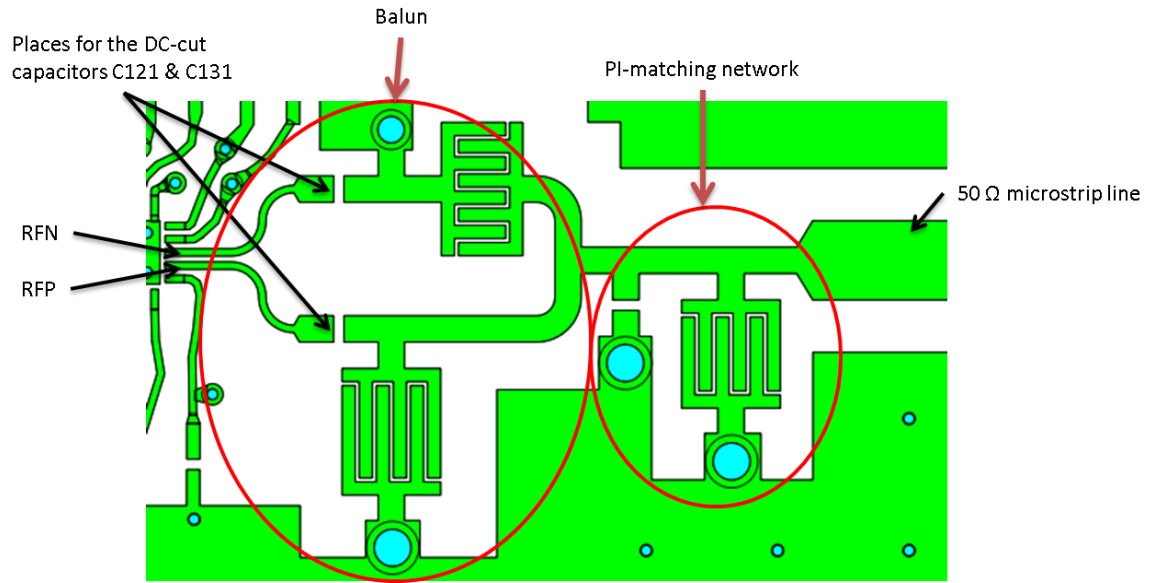 Balun
Places for the DC-cut
capacitors C121 & C131
PI-matching network
50 Ω microstrip line
RFN
RFP